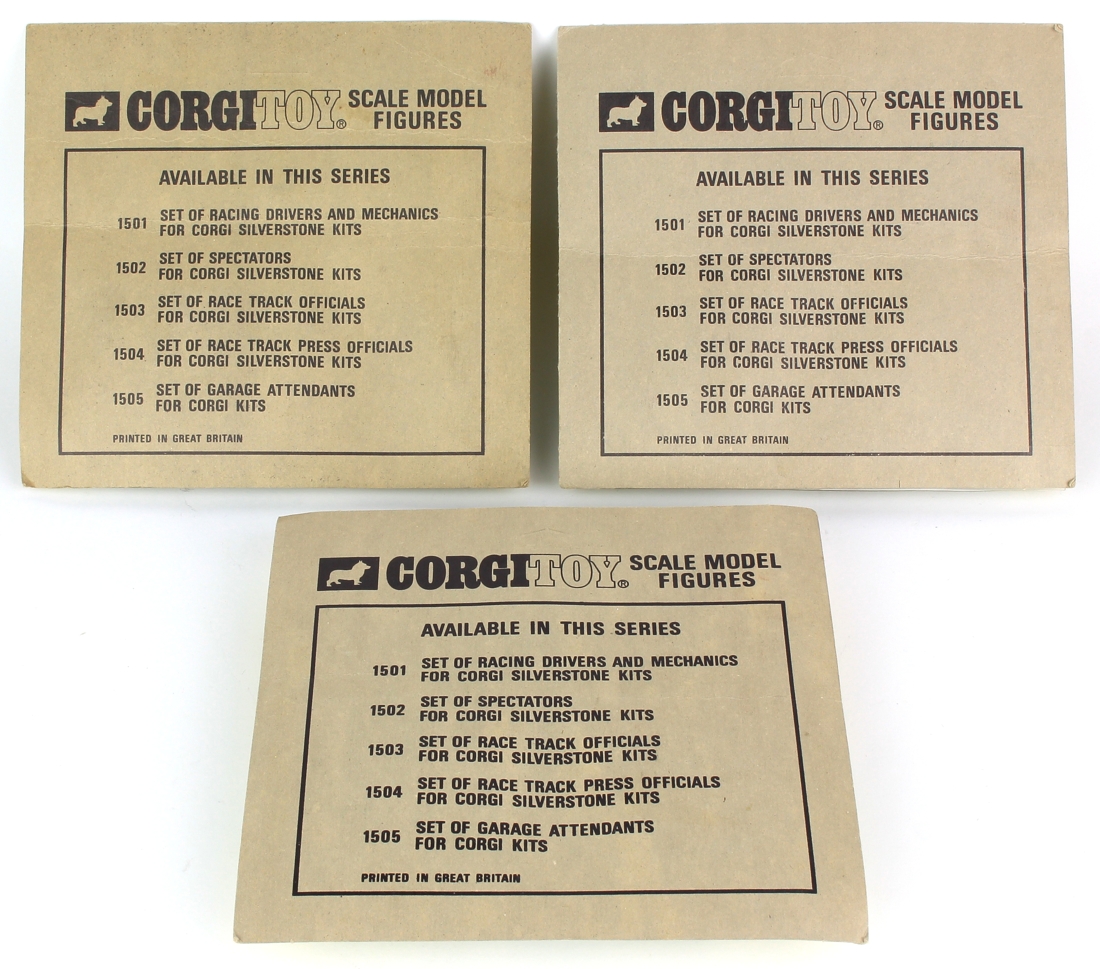 CORGITOY® SCALE MODEL
FIGURES
AVAILABLE IN THIS SERIES
1501 SET OF RACING DRIVERS AND MECHANICS
FOR CORGI SILVERSTONE KITS
1502 SET OF SPECTATORS
FOR CORGI SILVERSTONE KITS
1503 SET OF RACE TRACK OFFICIALS
FOR CORGI SILVERSTONE KITS
1504 SET OF RACE TRACK PRESS OFFICIALS
FOR CORGI SILVERSTONE KITS
1505 SET OF GARAGE ATTENDANTS
FOR CORGI KITS
PRINTED IN GREAT BRITAIN
CORGITOY® SCALE MODEL
FIGURES
AVAILABLE IN THIS SERIES
1501 SET OF RACING DRIVERS AND MECHANICS
FOR CORGI SILVERSTONE KITS
1502 SET OF SPECTATORS
FOR CORGI SILVERSTONE KITS
1503 SET OF RACE TRACK OFFICIALS
FOR CORGI SILVERSTONE KITS
1504 SET OF RACE TRACK PRESS OFFICIALS
FOR CORGI SILVERSTONE KITS
1505 SET OF GARAGE ATTENDANTS
FOR CORGI KITS
PRINTED IN GREAT BRITAIN
CORGITOY® SCALE MODEL
FIGURES
AVAILABLE IN THIS SERIES
1501 SET OF RACING DRIVERS AND MECHANICS
FOR CORGI SILVERSTONE KITS
1502 SET OF SPECTATORS
FOR CORGI SILVERSTONE KITS
1503 SET OF RACE TRACK OFFICIALS
FOR CORGI SILVERSTONE KITS
1504 SET OF RACE TRACK PRESS OFFICIALS
FOR CORGI SILVERSTONE KITS
1505 SET OF GARAGE ATTENDANTS
FOR CORGI KITS
PRINTED IN GREAT BRITAIN